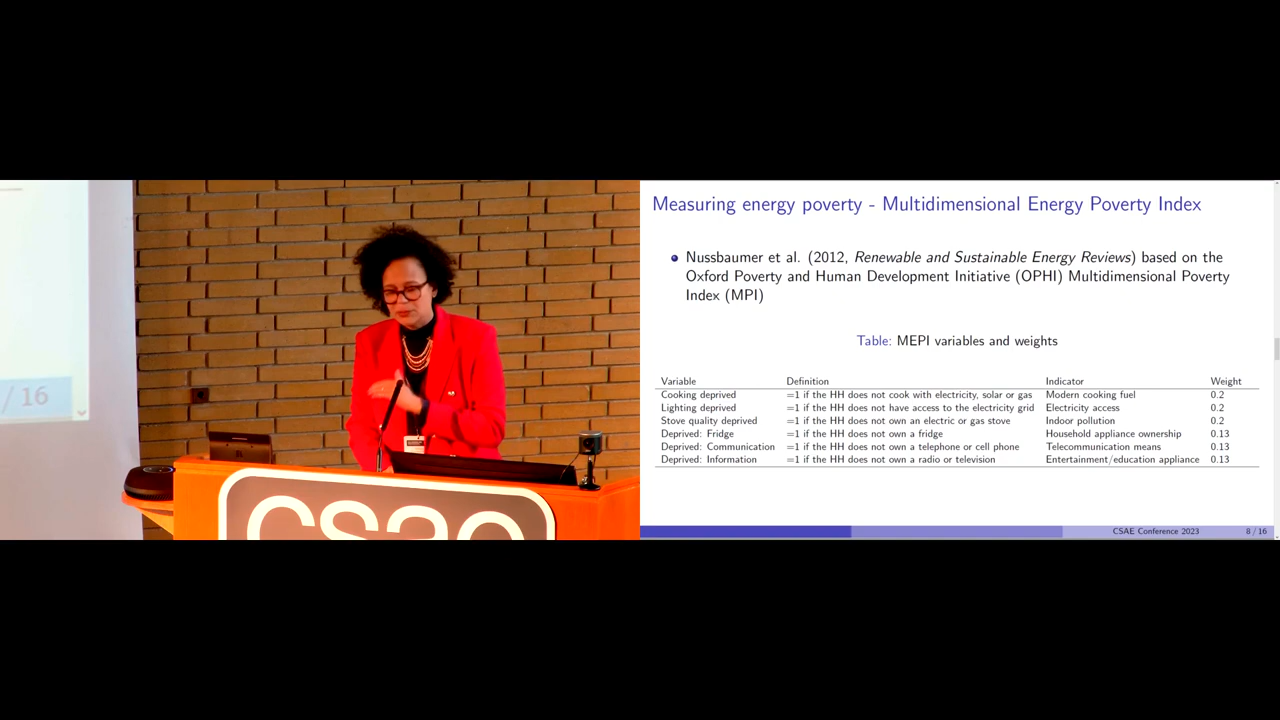 / 16
csae
Measuring energy poverty - Multidimensional Energy Poverty Index
Nussbaumer et al. (2012, Renewable and Sustainable Energy Reviews) based on the
Oxford Poverty and Human Development Initiative (OPHI) Multidimensional Poverty
Index (MPI)
Table: MEPI variables and weights
Variable Definition Indicator Weight
Cooking deprived =1 if the HH does not cook with electricity, solar or gas Modern cooking fuel 0.2
Lighting deprived =1 if the HH does not have access to the electricity grid Electricity access 0.2
Stove quality deprived =1 if the HH does not own an electric or gas stove Indoor pollution 0.2
Deprived: Fridge =1 if the HH does not own a fridge Household appliance ownership 0.13
Deprived: Communication =1 if the HH does not own a telephone or cell phone Telecommunication means 0.13
Deprived: Information =1 if the HH does not own a radio or television Entertainment/education appliance 0.13
CSAE Conference 2023 8 / 16